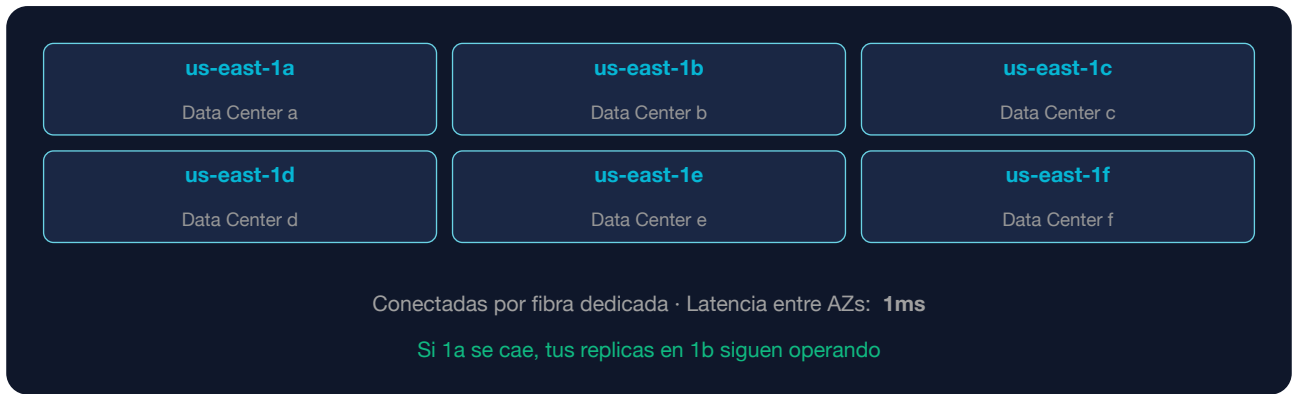 us-east-1a
Data Center a
us-east-1b
Data Center b
us-east-1c
Data Center c
us-east-1d
Data Center d
us-east-1e
Data Center e
us-east-1f
Data Center f
Conectadas por fibra dedicada · Latencia entre AZs: 1ms
Si 1a se cae, tus replicas en 1b siguen operando